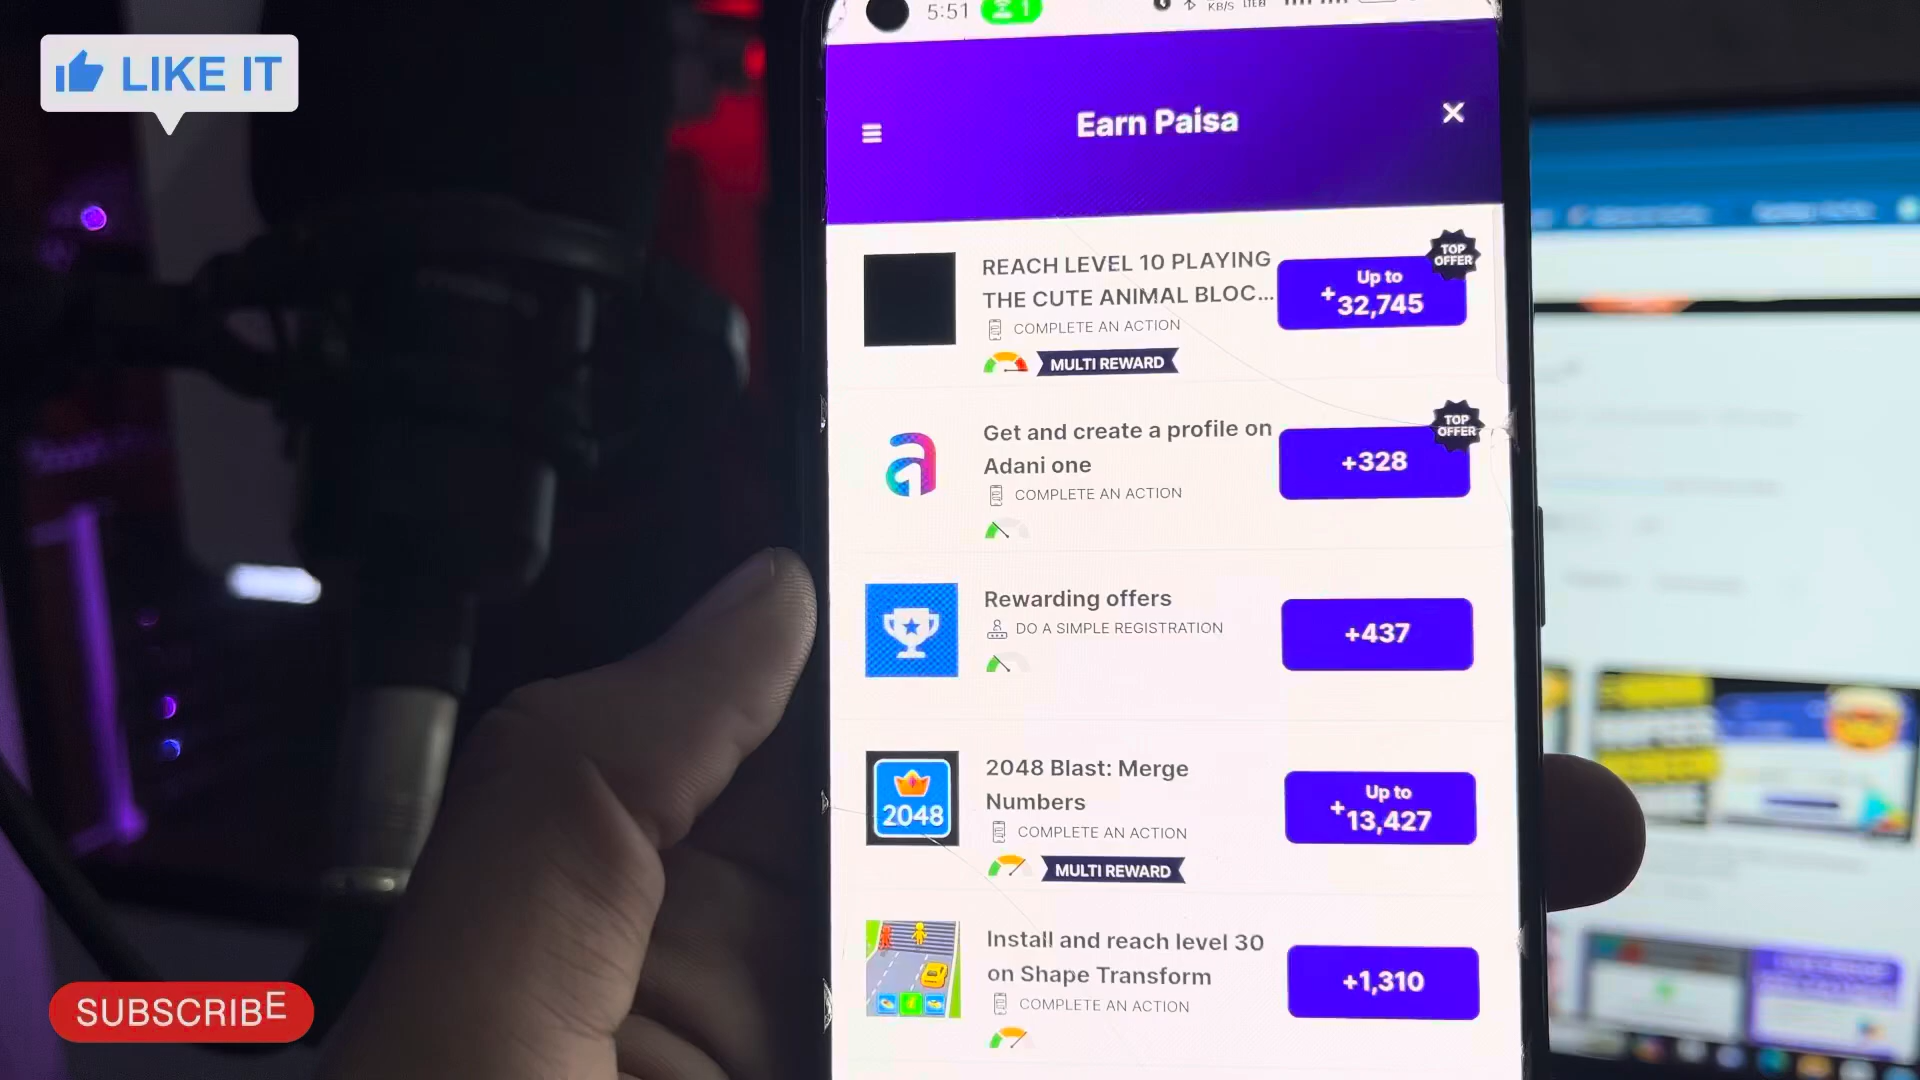 LIKE IT
5:51
1
KB/S
Earn Paisa
REACH LEVEL 10 PLAYING
THE CUTE ANIMAL BLOC...
COMPLETE AN ACTION
MULTI REWARD
Up to
+32,745
TOP
OFFER
Get and create a profile on
Adani one
COMPLETE AN ACTION
+328
TOP
OFFER
Rewarding offers
DO A SIMPLE REGISTRATION
+437
2048
2048 Blast: Merge
Numbers
COMPLETE AN ACTION
MULTI REWARD
Up to
+13,427
Install and reach level 30
on Shape Transform
COMPLETE AN ACTION
+1,310
SUBSCRIBE